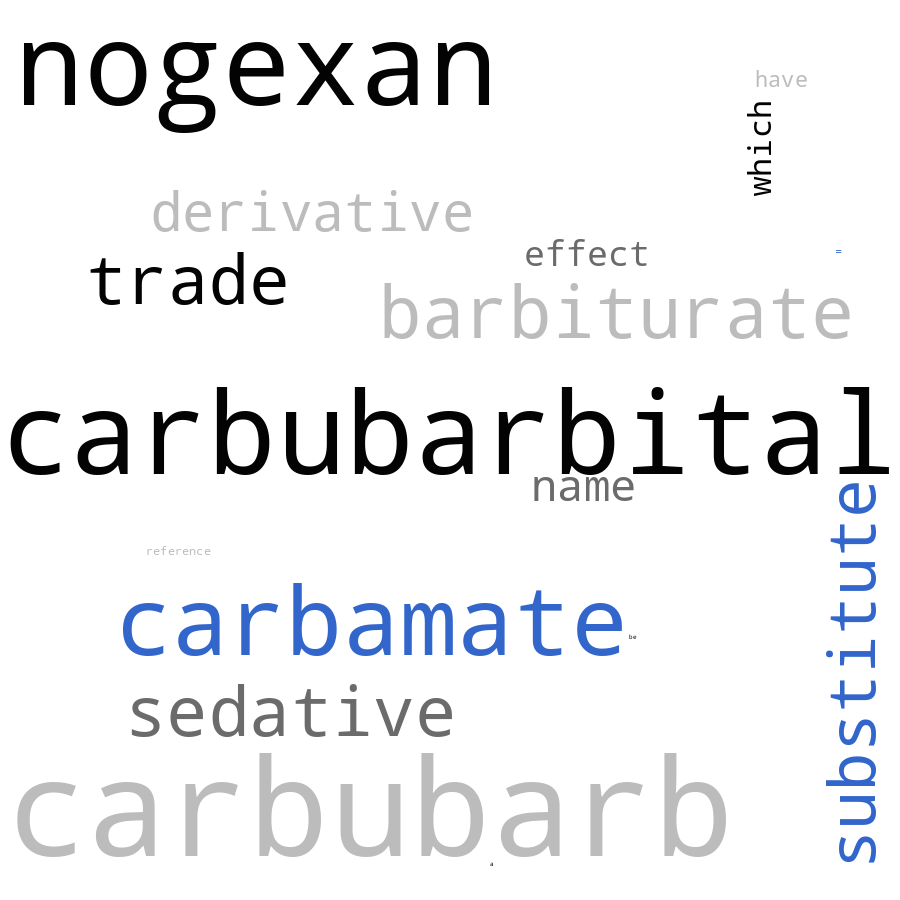 nogexan
have
which
derivative
effect
=
trade
barbiturate
carbubarbital
name
substitute
reference
carbamate
be
sedative
carbubarb
a